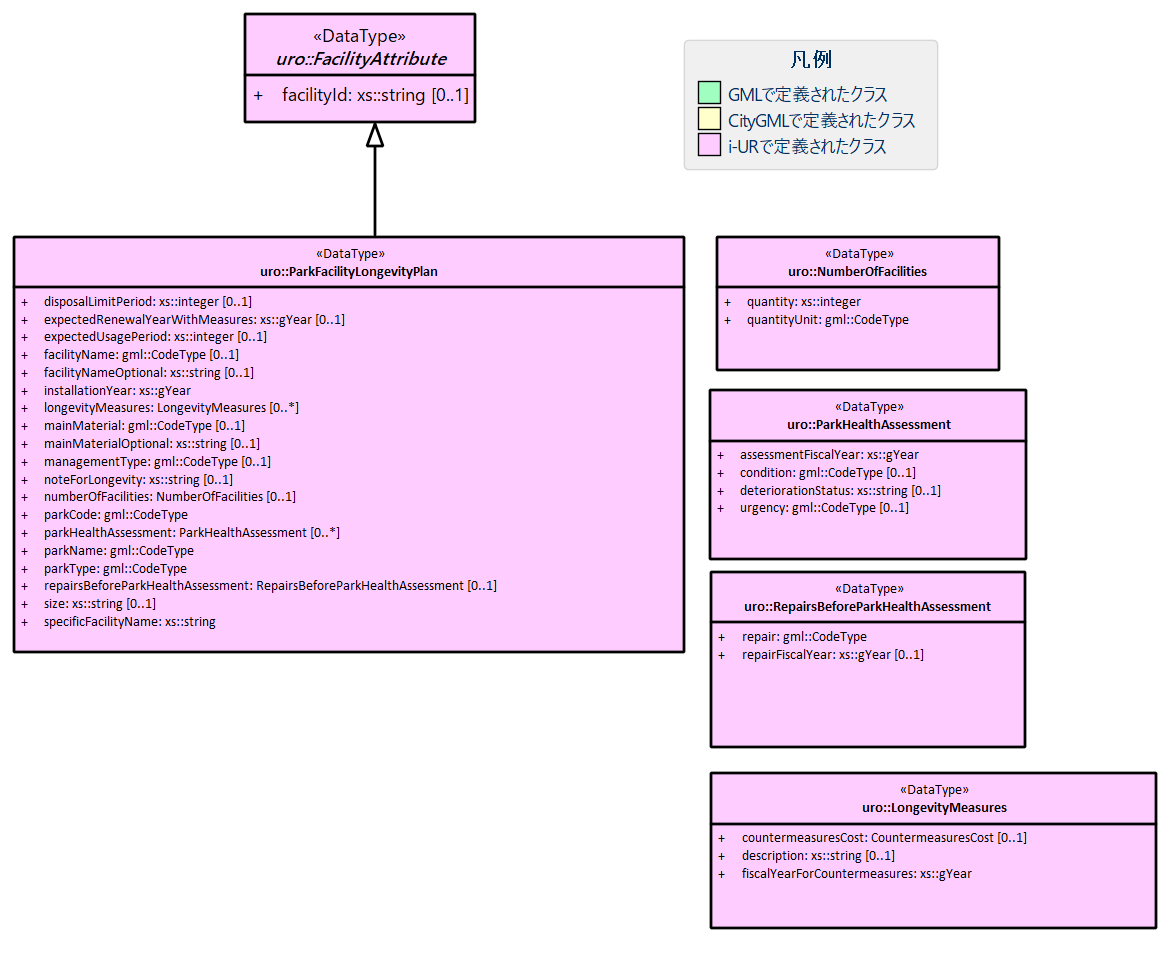 «DataType»
uro::FacilityAttribute
+ facilityId: xs::string [0..1]
凡例
GMLで定義されたクラス
CityGMLで定義されたクラス
i-URで定義されたクラス
«DataType»
uro::ParkFacilityLongevityPlan
+ disposalLimitPeriod: xs::integer [0..1]
+ expectedRenewalYearWithMeasures: xs::gYear [0..1]
+ expectedUsagePeriod: xs::integer [0..1]
+ facilityName: gml::CodeType [0..1]
+ facilityNameOptional: xs::string [0..1]
+ installationYear: xs::gYear
+ longevityMeasures: LongevityMeasures [0..*]
+ mainMaterial: gml::CodeType [0..1]
+ mainMaterialOptional: xs::string [0..1]
+ managementType: gml::CodeType [0..1]
+ noteForLongevity: xs::string [0..1]
+ numberOfFacilities: NumberOfFacilities [0..1]
+ parkCode: gml::CodeType
+ parkHealthAssessment: ParkHealthAssessment [0..*]
+ parkName: gml::CodeType
+ parkType: gml::CodeType
+ repairsBeforeParkHealthAssessment: RepairsBeforeParkHealthAssessment [0..1]
+ size: xs::string [0..1]
+ specificFacilityName: xs::string
«DataType»
uro::NumberOfFacilities
+ quantity: xs::integer
+ quantityUnit: gml::CodeType
«DataType»
uro::ParkHealthAssessment
+ assessmentFiscalYear: xs::gYear
+ condition: gml::CodeType [0..1]
+ deteriorationStatus: xs::string [0..1]
+ urgency: gml::CodeType [0..1]
«DataType»
uro::RepairsBeforeParkHealthAssessment
+ repair: gml::CodeType
+ repairFiscalYear: xs::gYear [0..1]
«DataType»
uro::LongevityMeasures
+ countermeasuresCost: CountermeasuresCost [0..1]
+ description: xs::string [0..1]
+ fiscalYearForCountermeasures: xs::gYear